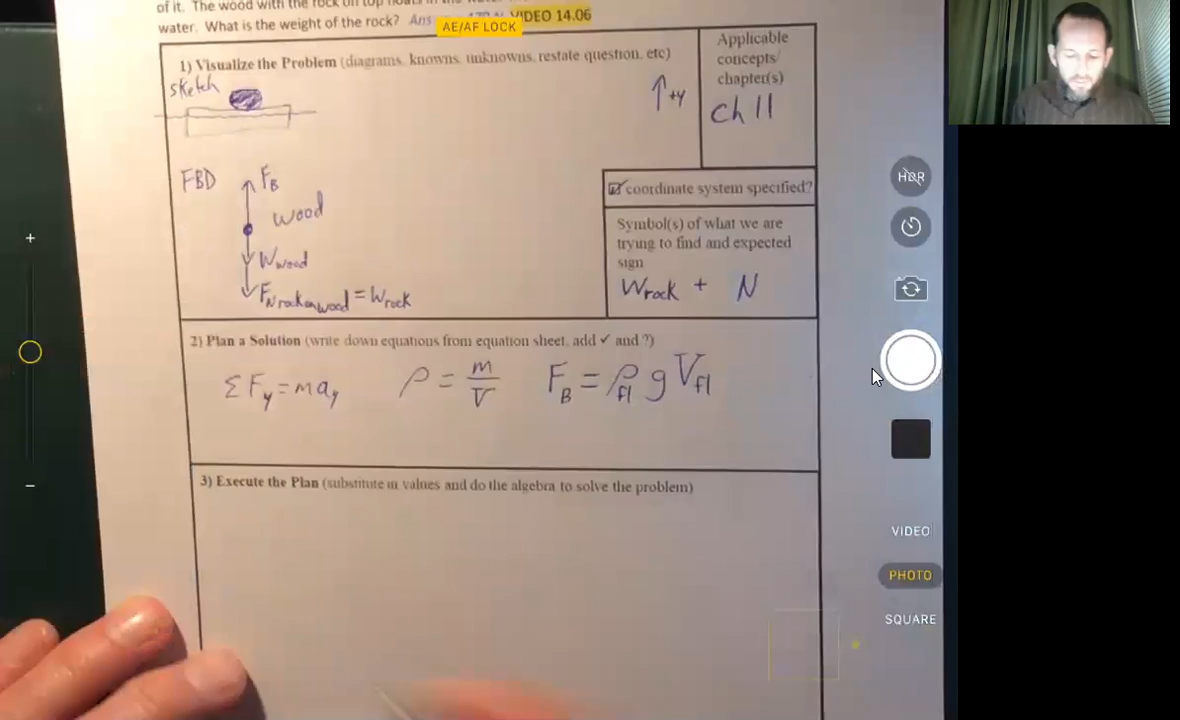 of it. The wood with the rock on top floats in the water
water. What is the weight of the rock? Ans VIDEO 14.06
AE/AF LOCK
1) Visualize the Problem (diagrams, knowns, unknowns, restate question, etc)
Applicable
concepts/
chapter(s)
Ch 11
sketch
↑+y
FBD
F_B
wood
W_wood
F_N rock on wood = W_rock
☑ coordinate system specified?
Symbol(s) of what we are
trying to find and expected
sign
W_rock + N
2) Plan a Solution (write down equations from equation sheet, add ✓ and ?)
ΣF_y = ma_y ρ = m/V F_B = ρ_fl g V_fl
3) Execute the Plan (substitute in values and do the algebra to solve the problem)
HDR
+
−
VIDEO
PHOTO
SQUARE